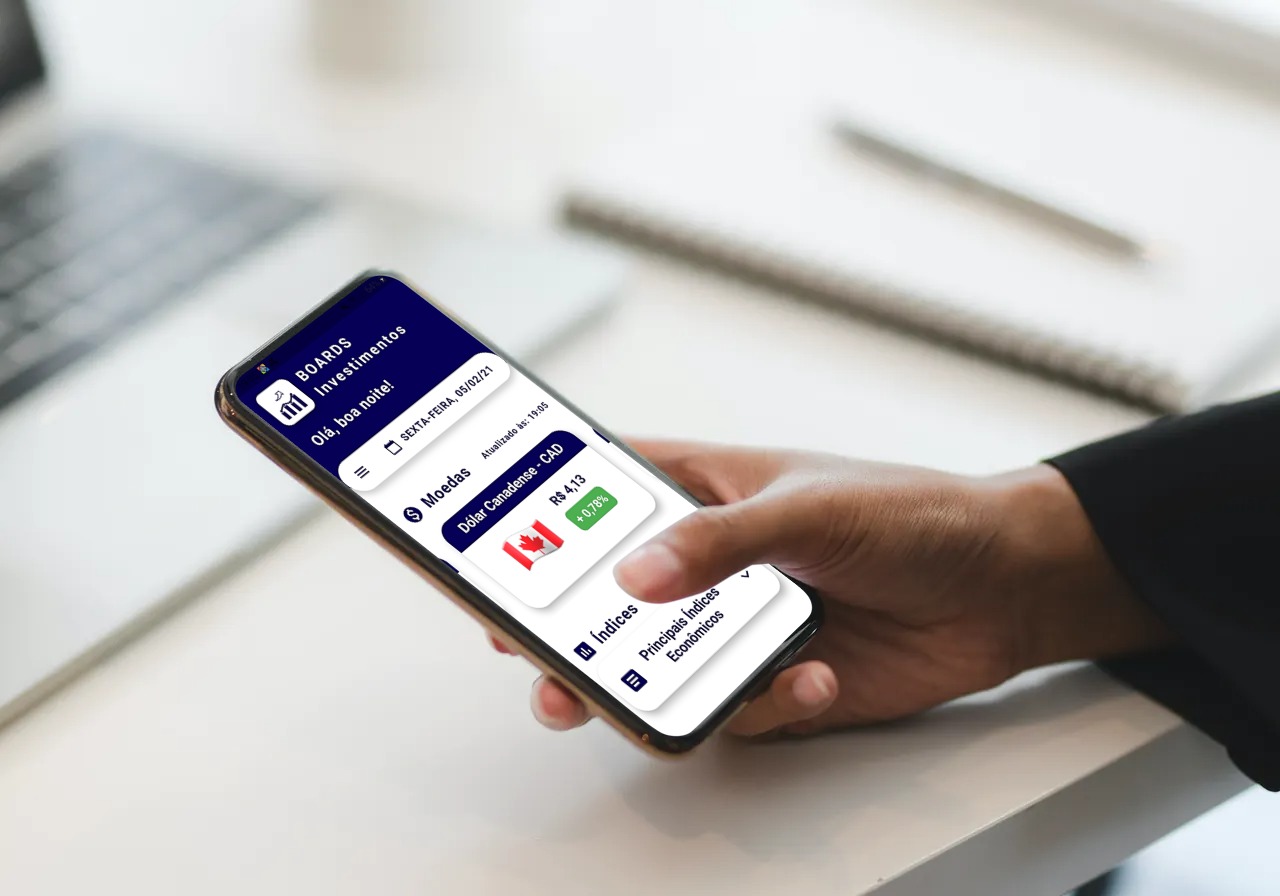 BOARDS
Investimentos
Olá, boa noite!
SEXTA-FEIRA, 05/02/21
Moedas
Atualizado às: 19:05
Dólar Canadense - CAD
R$ 4,13
+ 0,78%
Índices
Principais Índices
Econômicos